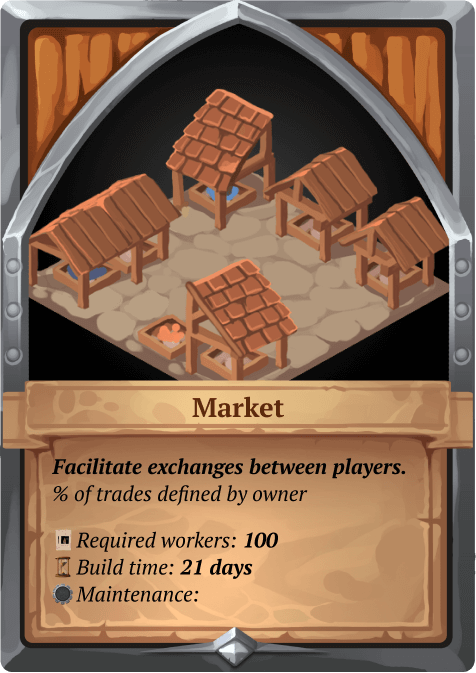 Market
Facilitate exchanges between players.
% of trades defined by owner
Required workers: 100
Build time: 21 days
Maintenance: